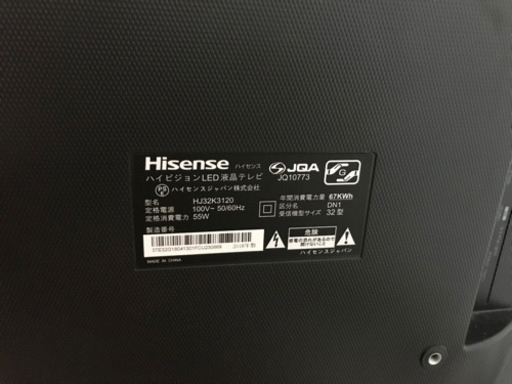 Hisense ハイセンス
ハイビジョンLED液晶テレビ
PS E ハイセンスジャパン株式会社
JQA
JQ10773
G
型名 HJ32K3120
定格電源 100V~ 50/60Hz
定格消費電力 55W
製造番号
年間消費電力量 67KWh
区分名 DN1
受信機型サイズ 32型
危険
MADE IN CHINA
ハイセンスジャパン